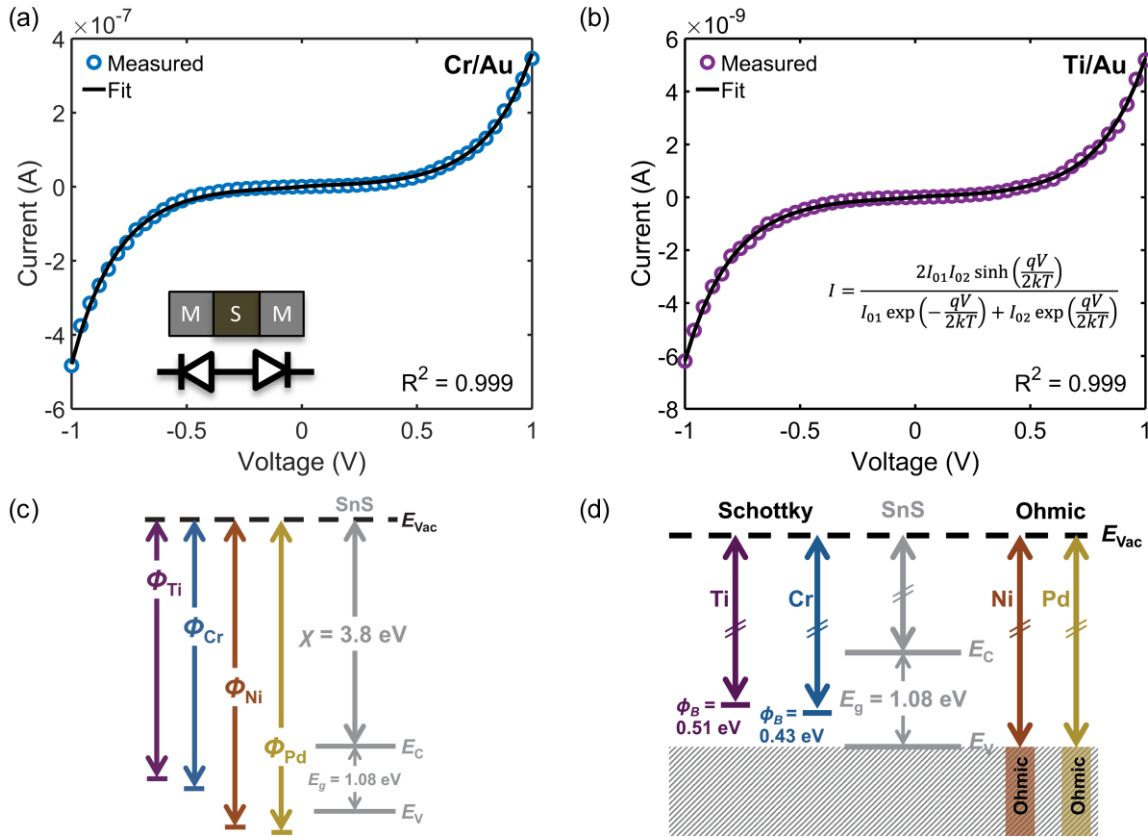 (a)
×10⁻⁷
4
2
0
-2
-4
-6
-1
-0.5
0
0.5
1
Current (A)
Voltage (V)
Measured
Fit
Cr/Au
M S M
R² = 0.999
(b)
×10⁻⁹
6
4
2
0
-2
-4
-6
-8
-1
-0.5
0
0.5
1
Current (A)
Voltage (V)
Measured
Fit
Ti/Au
I = 2I₀₁I₀₂ sinh (qV/2kT) / I₀₁ exp (−qV/2kT) + I₀₂ exp (qV/2kT)
R² = 0.999
(c)
SnS
E_Vac
Φ_Ti
Φ_Cr
Φ_Ni
Φ_Pd
χ = 3.8 eV
E_C
E_g = 1.08 eV
E_V
(d)
Schottky
SnS
Ohmic
E_Vac
Ti
Cr
Ni
Pd
E_C
E_g = 1.08 eV
E_V
ϕ_B =
0.51 eV
ϕ_B =
0.43 eV
Ohmic
Ohmic